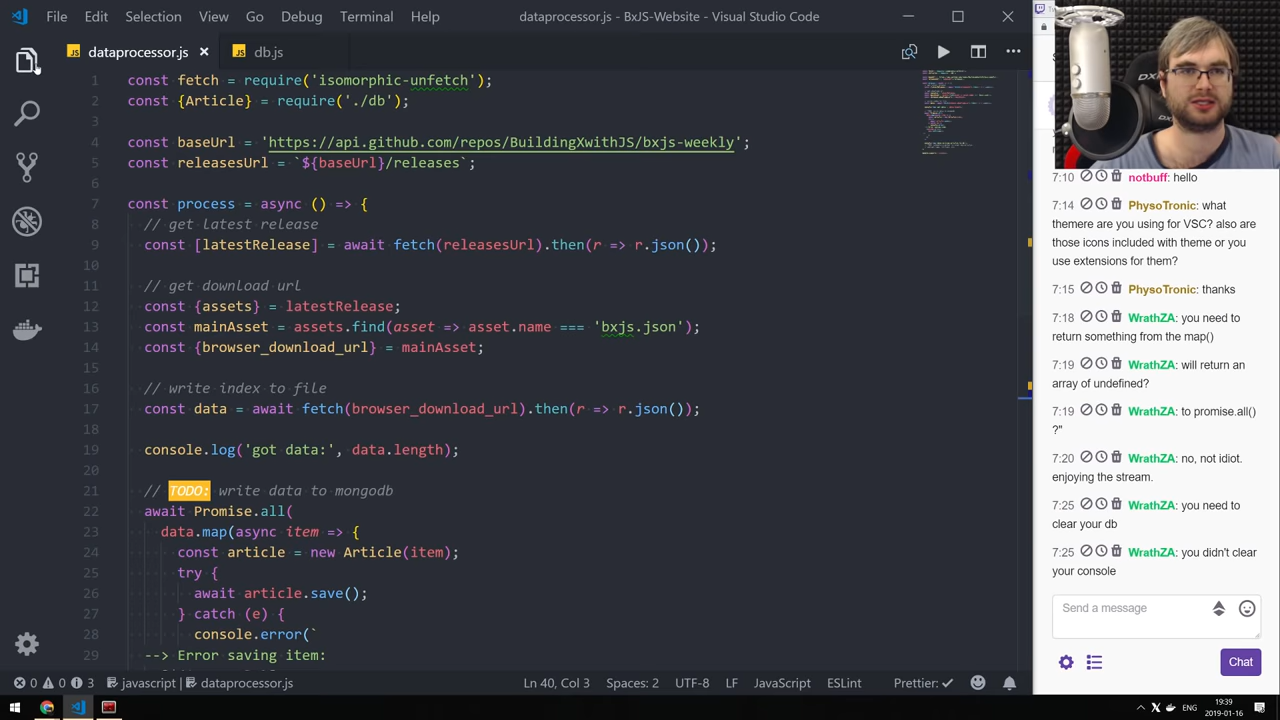 File Edit Selection View Go Debug Terminal Help
dataprocessor.js - BXJS-Website - Visual Studio Code
JS dataprocessor.js
JS db.js
1 const fetch = require('isomorphic-unfetch');
2 const {Article} = require('./db');
3
4 const baseUrl = 'https://api.github.com/repos/BuildingXwithJS/bxjs-weekly';
5 const releasesUrl = `${baseUrl}/releases`;
6
7 const process = async () => {
8 // get latest release
9 const [latestRelease] = await fetch(releasesUrl).then(r => r.json());
10
11 // get download url
12 const {assets} = latestRelease;
13 const mainAsset = assets.find(asset => asset.name === 'bxjs.json');
14 const {browser_download_url} = mainAsset;
15
16 // write index to file
17 const data = await fetch(browser_download_url).then(r => r.json());
18
19 console.log('got data:', data.length);
20
21 // TODO: write data to mongodb
22 await Promise.all(
23 data.map(async item => {
24 const article = new Article(item);
25 try {
26 await article.save();
27 } catch (e) {
28 console.error(`
29 --> Error saving item:
0 0 3 javascript | dataprocessor.js
Ln 40, Col 3 Spaces: 2 UTF-8 LF JavaScript ESLint Prettier: ✓
DXRACER
7:10 notbuff: hello
7:14 PhysoTronic: what
themere are you using for VSC? also are
those icons included with theme or you
use extensions for them?
7:15 PhysoTronic: thanks
7:18 WrathZA: you need to
return something from the map()
7:19 WrathZA: will return an
array of undefined?
7:19 WrathZA: to promise.all()
?"
7:20 WrathZA: no, not idiot.
enjoying the stream.
7:25 WrathZA: you need to
clear your db
7:25 WrathZA: you didn't clear
your console
Send a message
Chat
ENG
19:39
2019-01-16